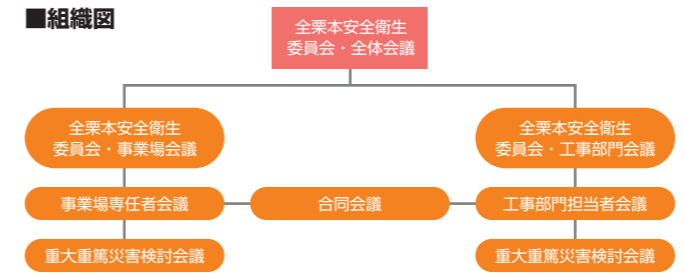 ■組織図
全栗本安全衛生
委員会・全体会議
全栗本安全衛生
委員会・事業場会議
全栗本安全衛生
委員会・工事部門会議
事業場専任者会議
合同会議
工事部門担当者会議
重大重篤災害検討会議
重大重篤災害検討会議